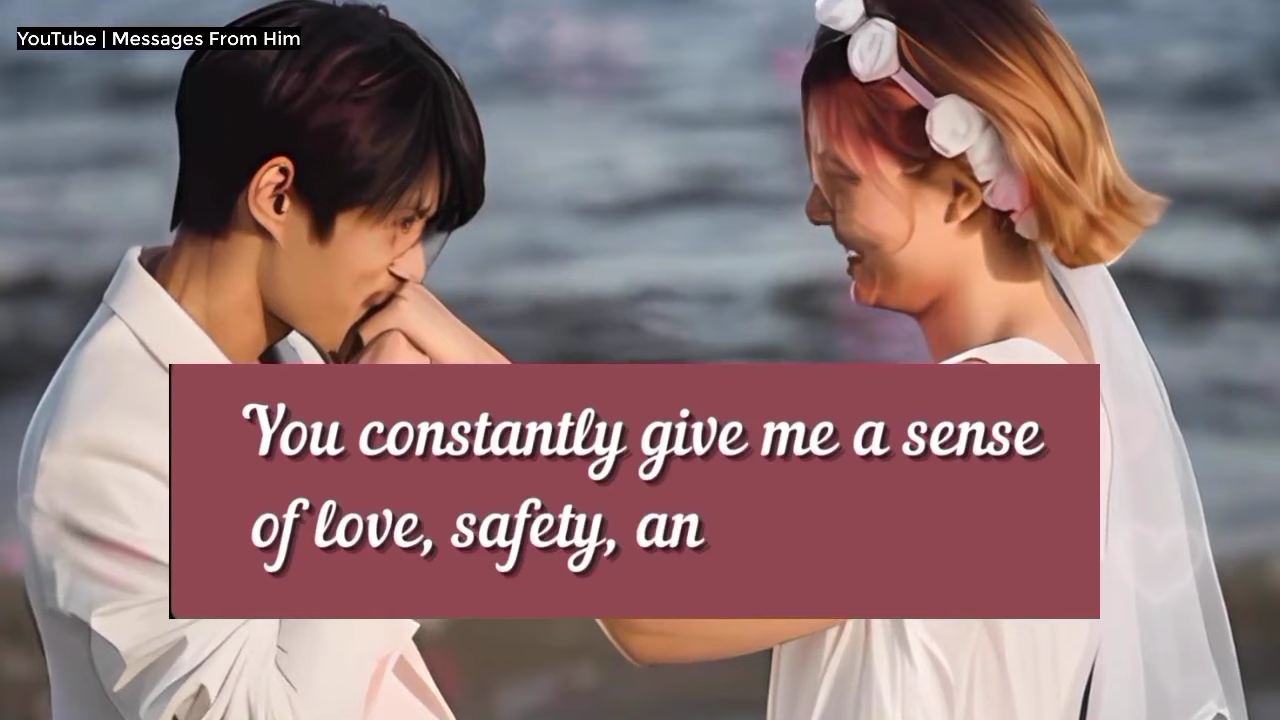 YouTube | Messages From Him
You constantly give me a sense
of love, safety, an